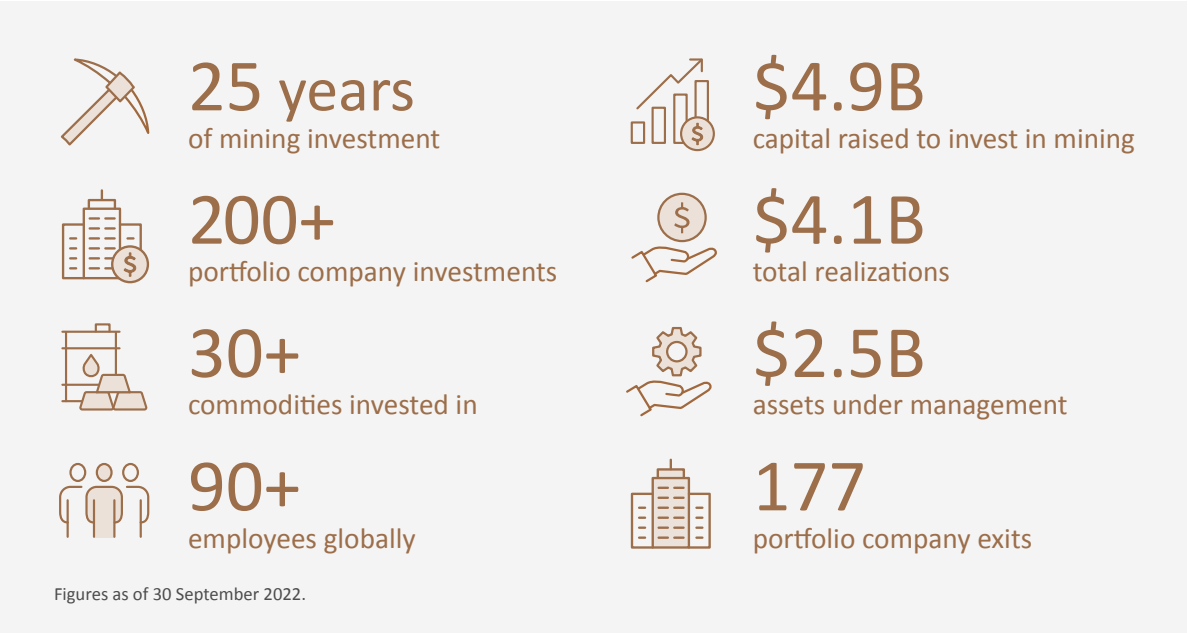 25 years
of mining investment
$4.9B
capital raised to invest in mining
200+
portfolio company investments
$4.1B
total realizations
30+
commodities invested in
$2.5B
assets under management
90+
employees globally
177
portfolio company exits
Figures as of 30 September 2022.